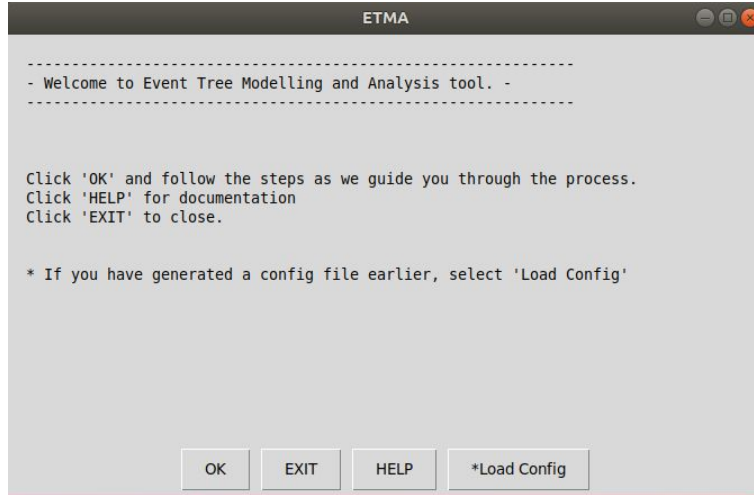 ETMA
-------------------------------------------------------------
- Welcome to Event Tree Modelling and Analysis tool. -
-------------------------------------------------------------
Click 'OK' and follow the steps as we guide you through the process.
Click 'HELP' for documentation
Click 'EXIT' to close.
* If you have generated a config file earlier, select 'Load Config'
OK EXIT HELP *Load Config